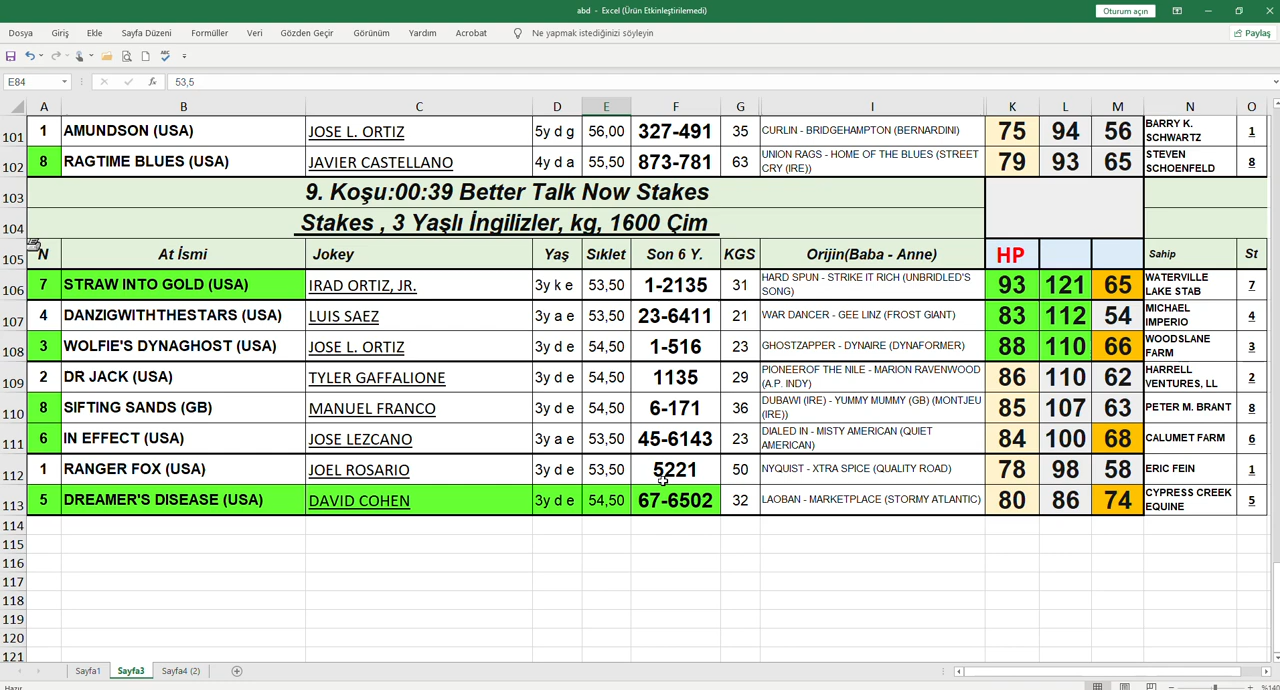 abd - Excel (Ürün Etkinleştirilemedi)
Oturum açın
Dosya Giriş Ekle Sayfa Düzeni Formüller Veri Gözden Geçir Görünüm Yardım Acrobat Ne yapmak istediğinizi söyleyin Paylaş
E84 fx 53,5
A B C D E F G I K L M N O
101 1 AMUNDSON (USA) JOSE L. ORTIZ 5y d g 56,00 327-491 35 CURLIN - BRIDGEHAMPTON (BERNARDINI) 75 94 56 BARRY K. SCHWARTZ 1
102 8 RAGTIME BLUES (USA) JAVIER CASTELLANO 4y d a 55,50 873-781 63 UNION RAGS - HOME OF THE BLUES (STREET CRY (IRE)) 79 93 65 STEVEN SCHOENFELD 8
103 9. Koşu:00:39 Better Talk Now Stakes
104 Stakes , 3 Yaşlı İngilizler, kg, 1600 Çim
105 N At İsmi Jokey Yaş Sıklet Son 6 Y. KGS Orijin(Baba - Anne) HP Sahip St
106 7 STRAW INTO GOLD (USA) IRAD ORTIZ, JR. 3y k e 53,50 1-2135 31 HARD SPUN - STRIKE IT RICH (UNBRIDLED'S SONG) 93 121 65 WATERVILLE LAKE STAB 7
107 4 DANZIGWITHTHESTARS (USA) LUIS SAEZ 3y a e 53,50 23-6411 21 WAR DANCER - GEE LINZ (FROST GIANT) 83 112 54 MICHAEL IMPERIO 4
108 3 WOLFIE'S DYNAGHOST (USA) JOSE L. ORTIZ 3y d e 54,50 1-516 23 GHOSTZAPPER - DYNAIRE (DYNAFORMER) 88 110 66 WOODSLANE FARM 3
109 2 DR JACK (USA) TYLER GAFFALIONE 3y d e 54,50 1135 29 PIONEEROF THE NILE - MARION RAVENWOOD (A.P. INDY) 86 110 62 HARRELL VENTURES, LL 2
110 8 SIFTING SANDS (GB) MANUEL FRANCO 3y d e 54,50 6-171 36 DUBAWI (IRE) - YUMMY MUMMY (GB) (MONTJEU (IRE)) 85 107 63 PETER M. BRANT 8
111 6 IN EFFECT (USA) JOSE LEZCANO 3y a e 53,50 45-6143 23 DIALED IN - MISTY AMERICAN (QUIET AMERICAN) 84 100 68 CALUMET FARM 6
112 1 RANGER FOX (USA) JOEL ROSARIO 3y d e 53,50 5221 50 NYQUIST - XTRA SPICE (QUALITY ROAD) 78 98 58 ERIC FEIN 1
113 5 DREAMER'S DISEASE (USA) DAVID COHEN 3y d e 54,50 67-6502 32 LAOBAN - MARKETPLACE (STORMY ATLANTIC) 80 86 74 CYPRESS CREEK EQUINE 5
114
115
116
117
118
119
120
121
Sayfa1 Sayfa3 Sayfa4 (2)
Hazır %140